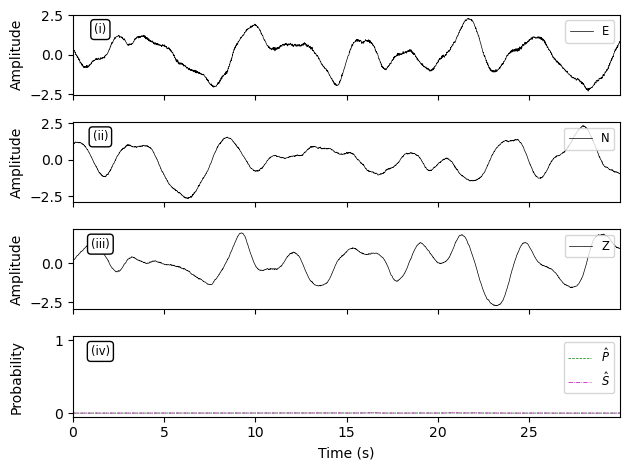 (i)
E
Amplitude
2.5
0.0
−2.5
(ii)
N
Amplitude
2.5
0.0
−2.5
(iii)
Z
Amplitude
0.0
−2.5
(iv)
P̂
Ŝ
Probability
1
0
0 5 10 15 20 25
Time (s)